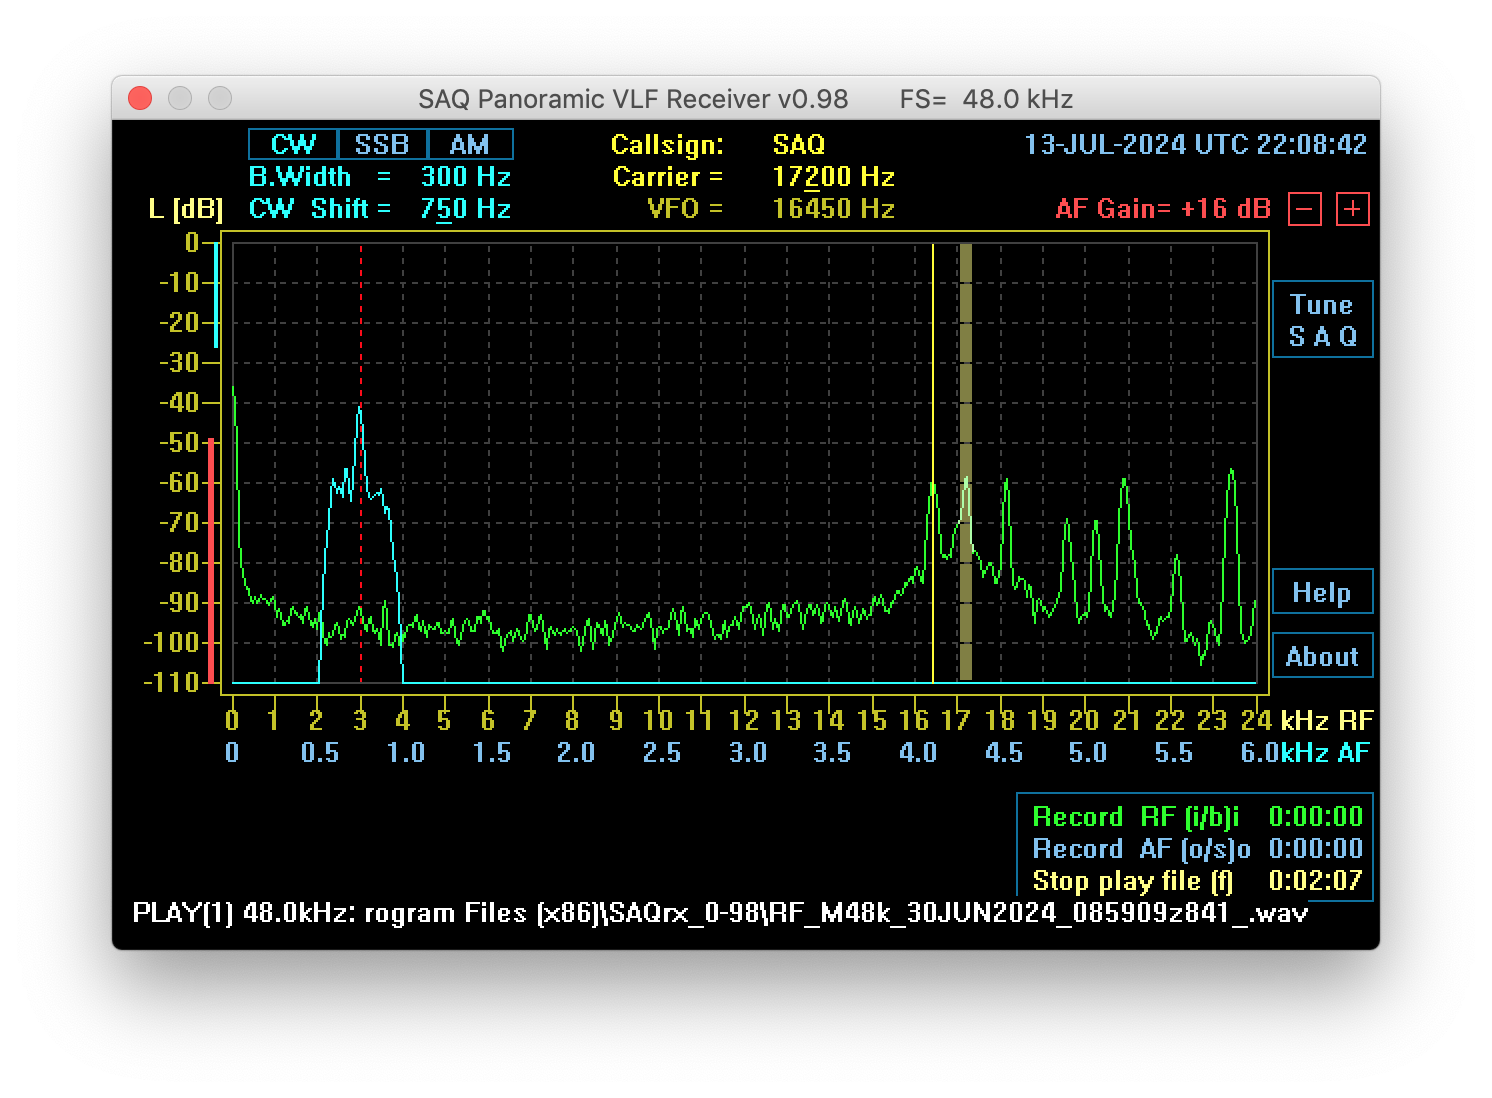 SAQ Panoramic VLF Receiver v0.98 FS= 48.0 kHz
CW SSB AM Callsign: SAQ 13-JUL-2024 UTC 22:08:42
B.Width = 300 Hz Carrier = 17200 Hz
L [dB] CW Shift = 750 Hz VFO = 16450 Hz AF Gain= +16 dB − +
0
-10
-20
-30
-40
-50
-60
-70
-80
-90
-100
-110
Tune
S A Q
Help
About
0 1 2 3 4 5 6 7 8 9 10 11 12 13 14 15 16 17 18 19 20 21 22 23 24 kHz RF
0 0.5 1.0 1.5 2.0 2.5 3.0 3.5 4.0 4.5 5.0 5.5 6.0kHz AF
Record RF (i/b)i 0:00:00
Record AF (o/s)o 0:00:00
Stop play file (f) 0:02:07
PLAY(1) 48.0kHz: rogram Files (x86)\SAQrx_0-98\RF_M48k_30JUN2024_085909z841_.wav